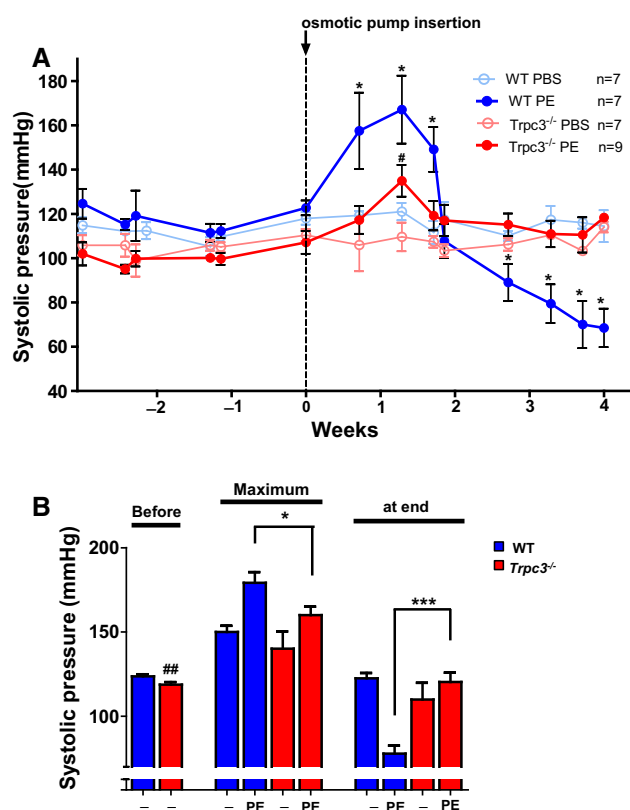 osmotic pump insertion
A
Systolic pressure(mmHg)
180
160
140
120
100
80
60
40
* * * # * * * *
WT PBS n=7
WT PE n=7
Trpc3-/- PBS n=7
Trpc3-/- PE n=9
–2 –1 0 1 2 3 4
Weeks
B
Before Maximum at end
Systolic pressure (mmHg)
200
150
100
## * ***
WT
Trpc3-/-
– – – PE – PE – PE – PE